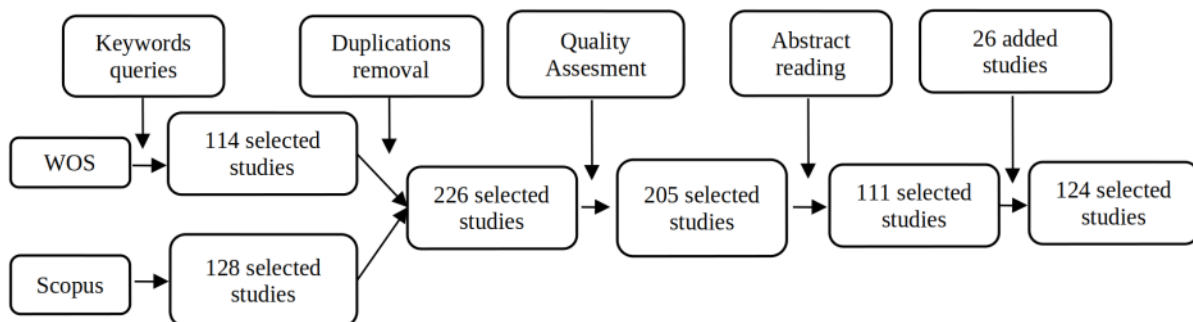 Keywords
queries
Duplications
removal
Quality
Assesment
Abstract
reading
26 added
studies
WOS
114 selected
studies
226 selected
studies
205 selected
studies
111 selected
studies
124 selected
studies
Scopus
128 selected
studies